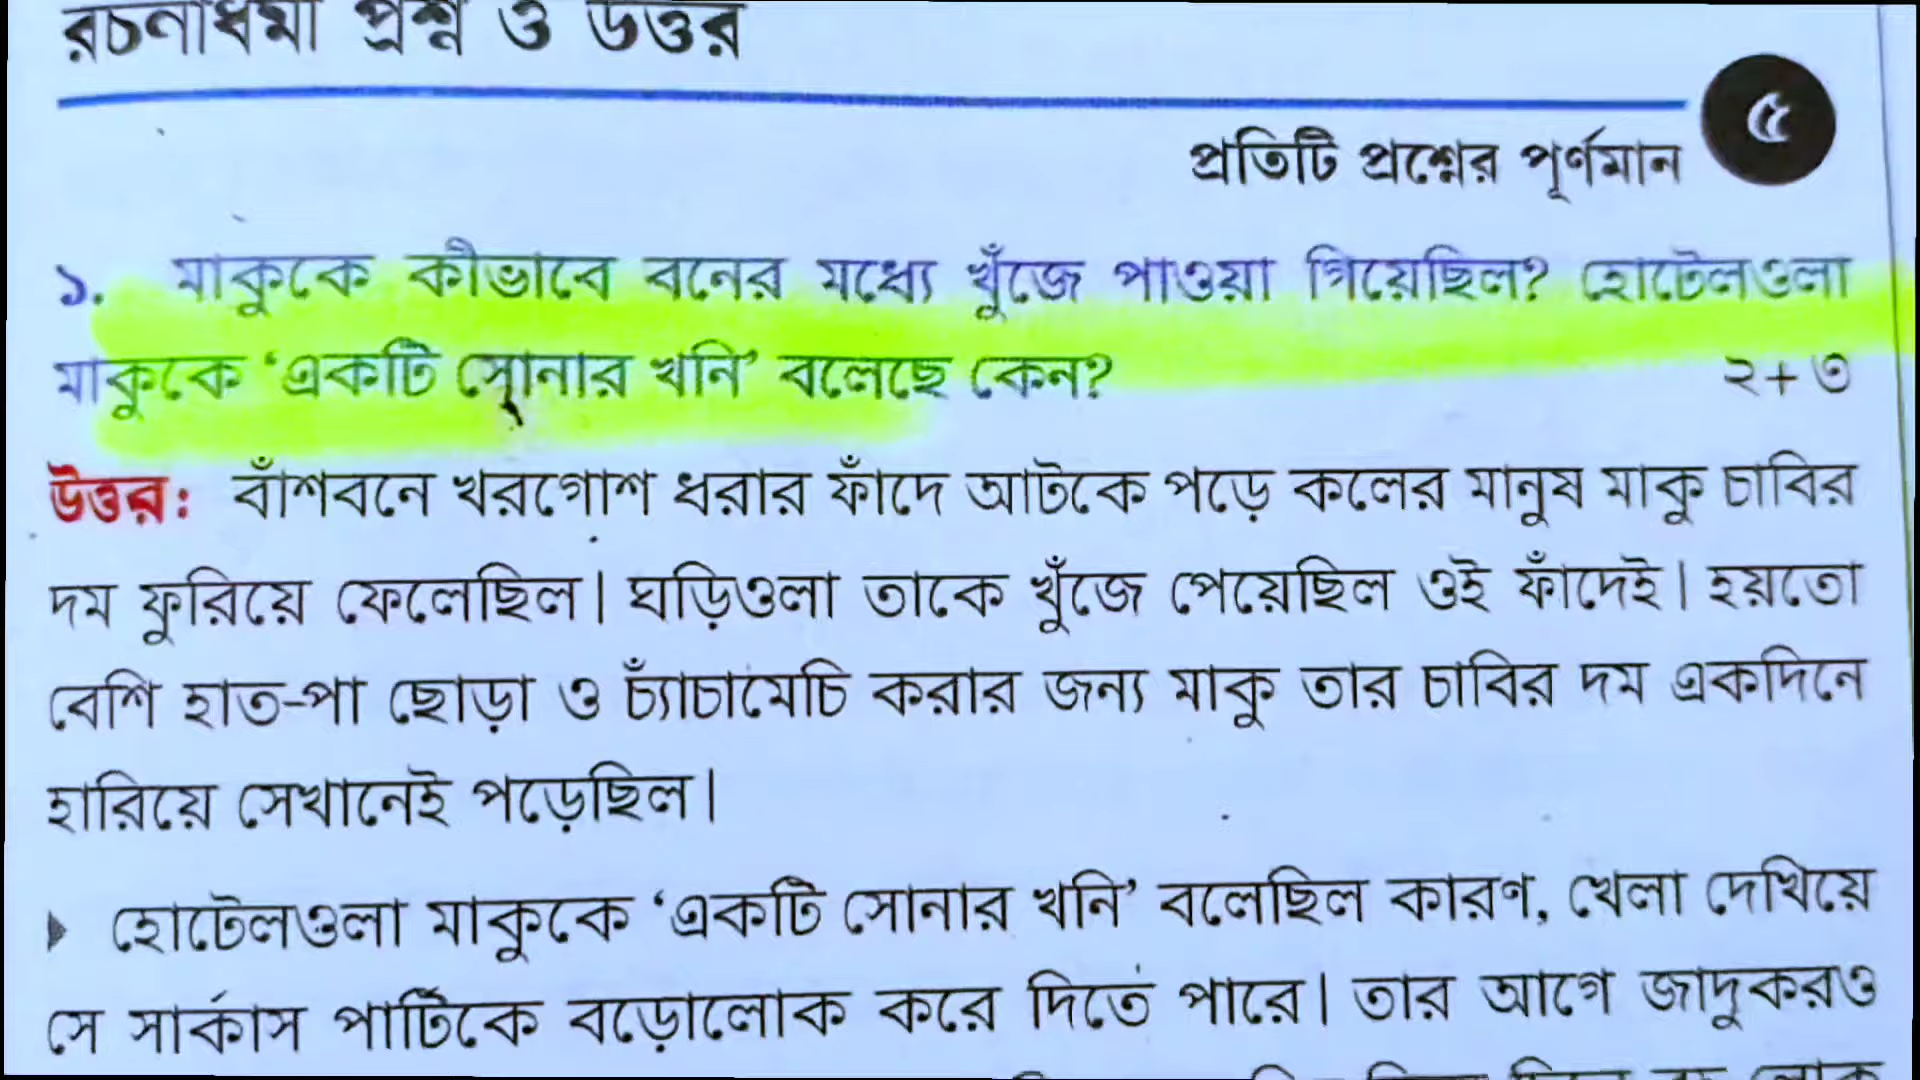 রচনাধর্মী প্রশ্ন ও উত্তর
৫
প্রতিটি প্রশ্নের পূর্ণমান
১. মাকুকে কীভাবে বনের মধ্যে খুঁজে পাওয়া গিয়েছিল? হোটেলওলা
মাকুকে ‘একটি সোনার খনি’ বলেছে কেন? ২+৩
উত্তর: বাঁশবনে খরগোশ ধরার ফাঁদে আটকে পড়ে কলের মানুষ মাকু চাবির
দম ফুরিয়ে ফেলেছিল। ঘড়িওলা তাকে খুঁজে পেয়েছিল ওই ফাঁদেই। হয়তো
বেশি হাত-পা ছোড়া ও চ্যাঁচামেচি করার জন্য মাকু তার চাবির দম একদিনে
হারিয়ে সেখানেই পড়েছিল।
▶ হোটেলওলা মাকুকে ‘একটি সোনার খনি’ বলেছিল কারণ, খেলা দেখিয়ে
সে সার্কাস পার্টিকে বড়োলোক করে দিতে পারে। তার আগে জাদুকরও